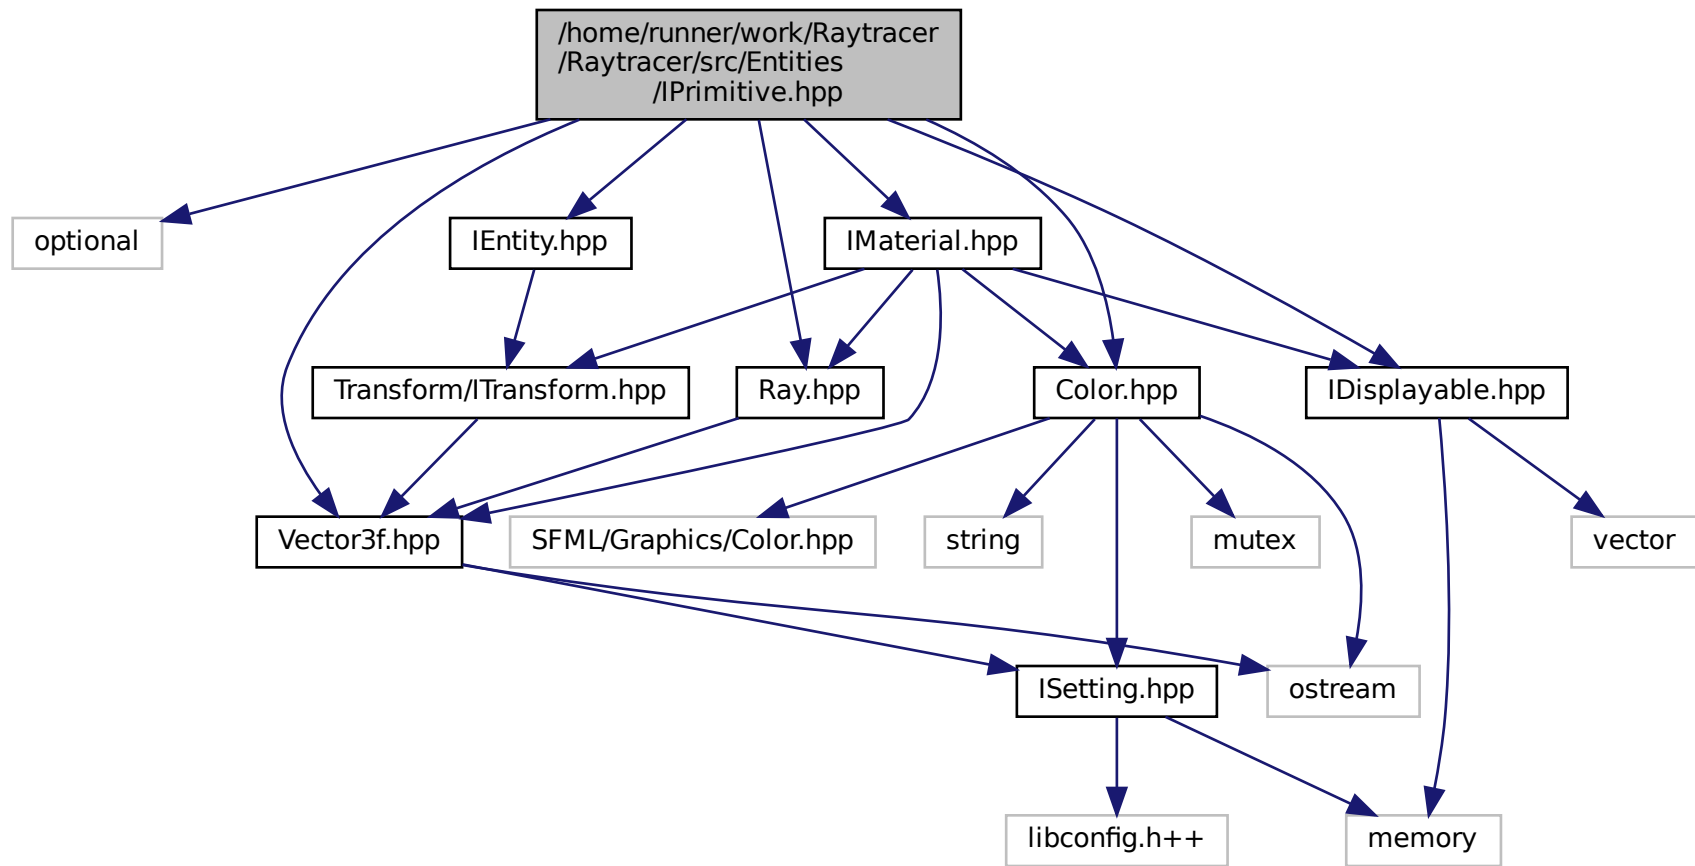 /home/runner/work/Raytracer
/Raytracer/src/Entities
/IPrimitive.hpp
optional
IEntity.hpp
IMaterial.hpp
Transform/ITransform.hpp
Ray.hpp
Color.hpp
IDisplayable.hpp
Vector3f.hpp
SFML/Graphics/Color.hpp
string
mutex
vector
ISetting.hpp
ostream
libconfig.h++
memory